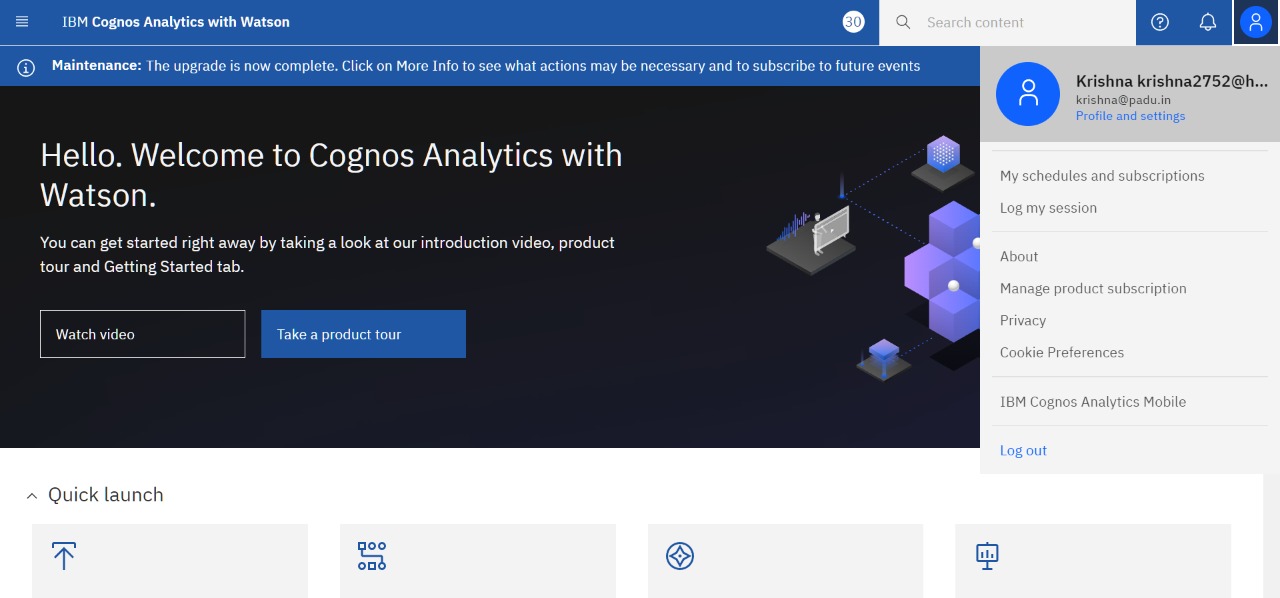 IBM Cognos Analytics with Watson
30
Search content
Maintenance: The upgrade is now complete. Click on More Info to see what actions may be necessary and to subscribe to future events
Krishna krishna2752@h...
krishna@padu.in
Profile and settings
My schedules and subscriptions
Log my session
About
Manage product subscription
Privacy
Cookie Preferences
IBM Cognos Analytics Mobile
Log out
Hello. Welcome to Cognos Analytics with
Watson.
You can get started right away by taking a look at our introduction video, product
tour and Getting Started tab.
Watch video
Take a product tour
Quick launch